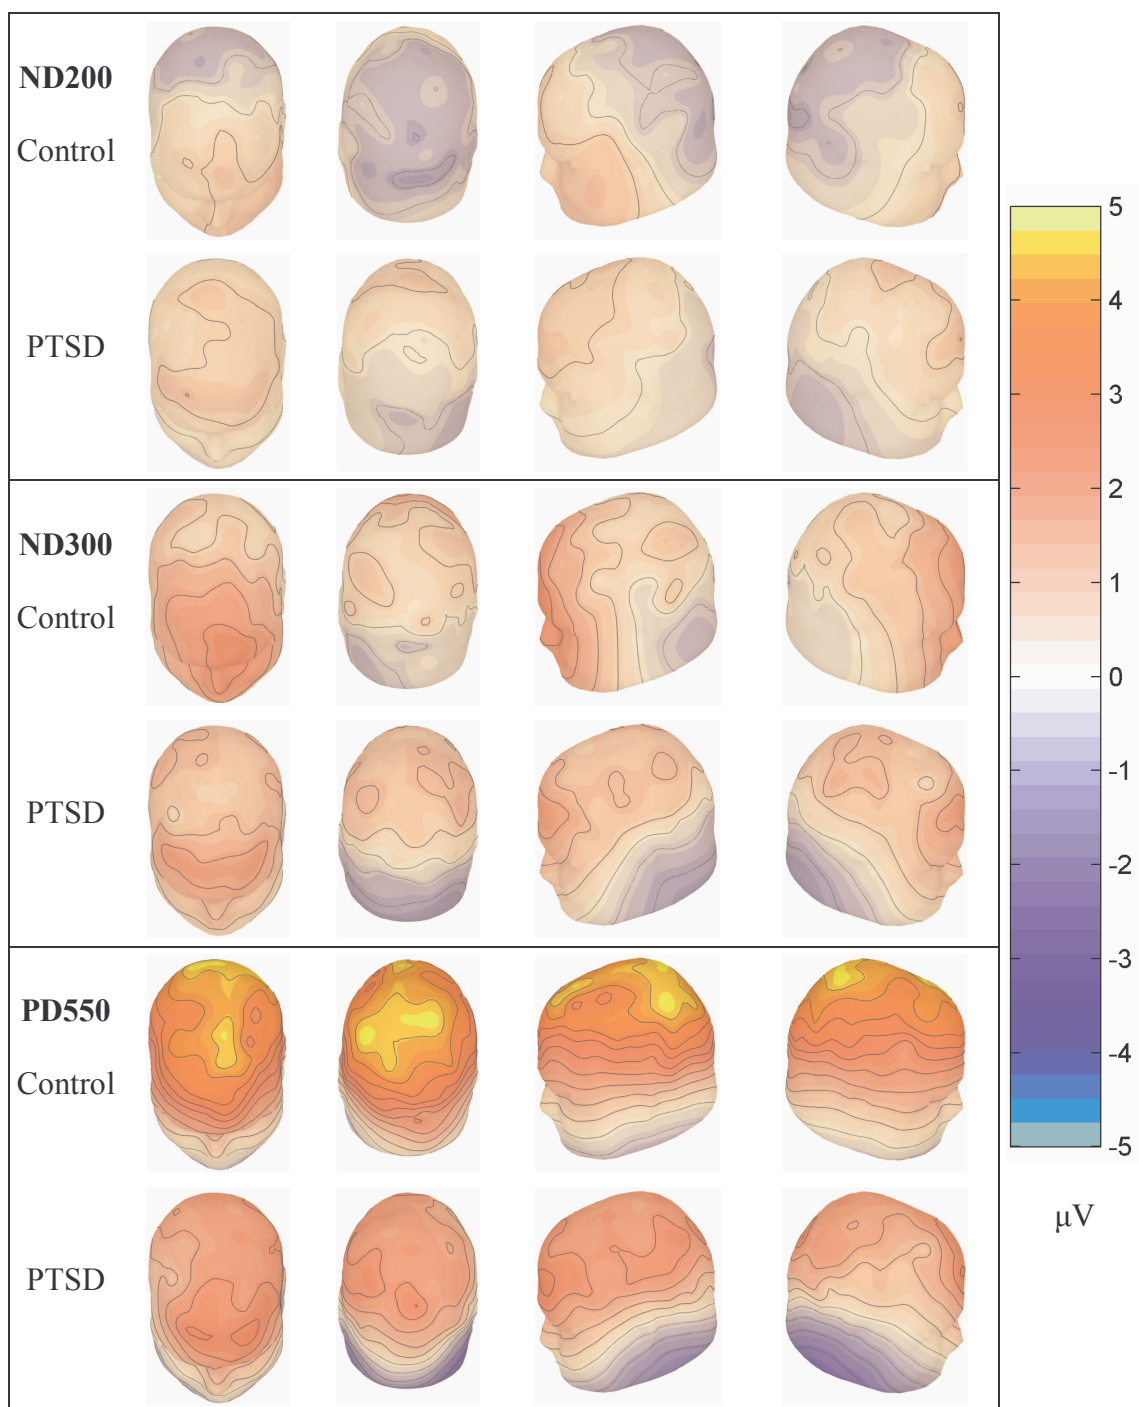 ND200
Control
PTSD
ND300
Control
PTSD
PD550
Control
PTSD
5
4
3
2
1
0
-1
-2
-3
-4
-5
μV